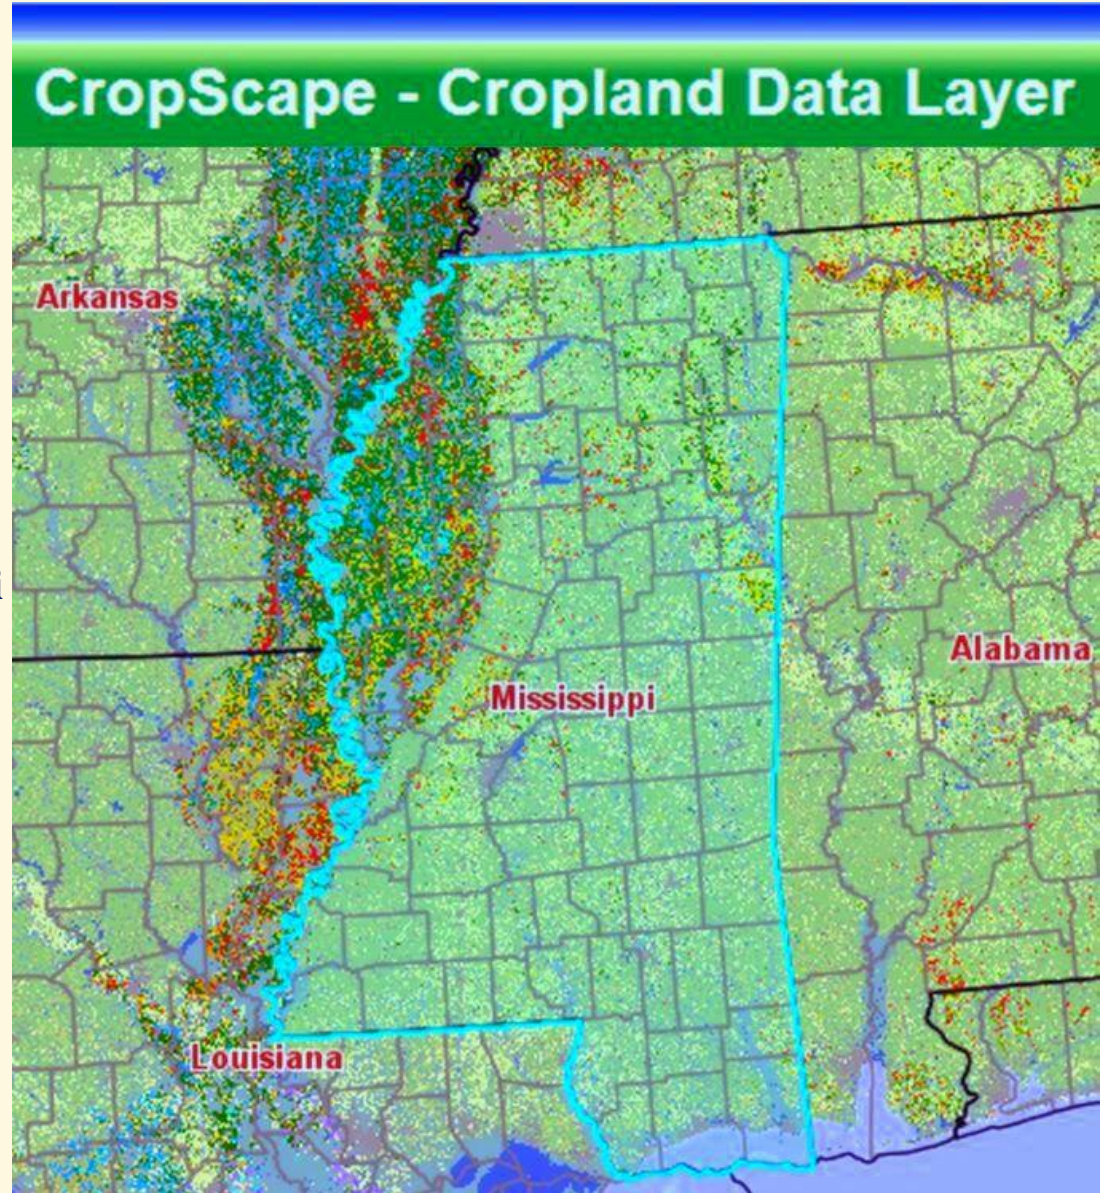 CropScape - Cropland Data Layer
Arkansas
Alabama
Mississippi
Louisiana